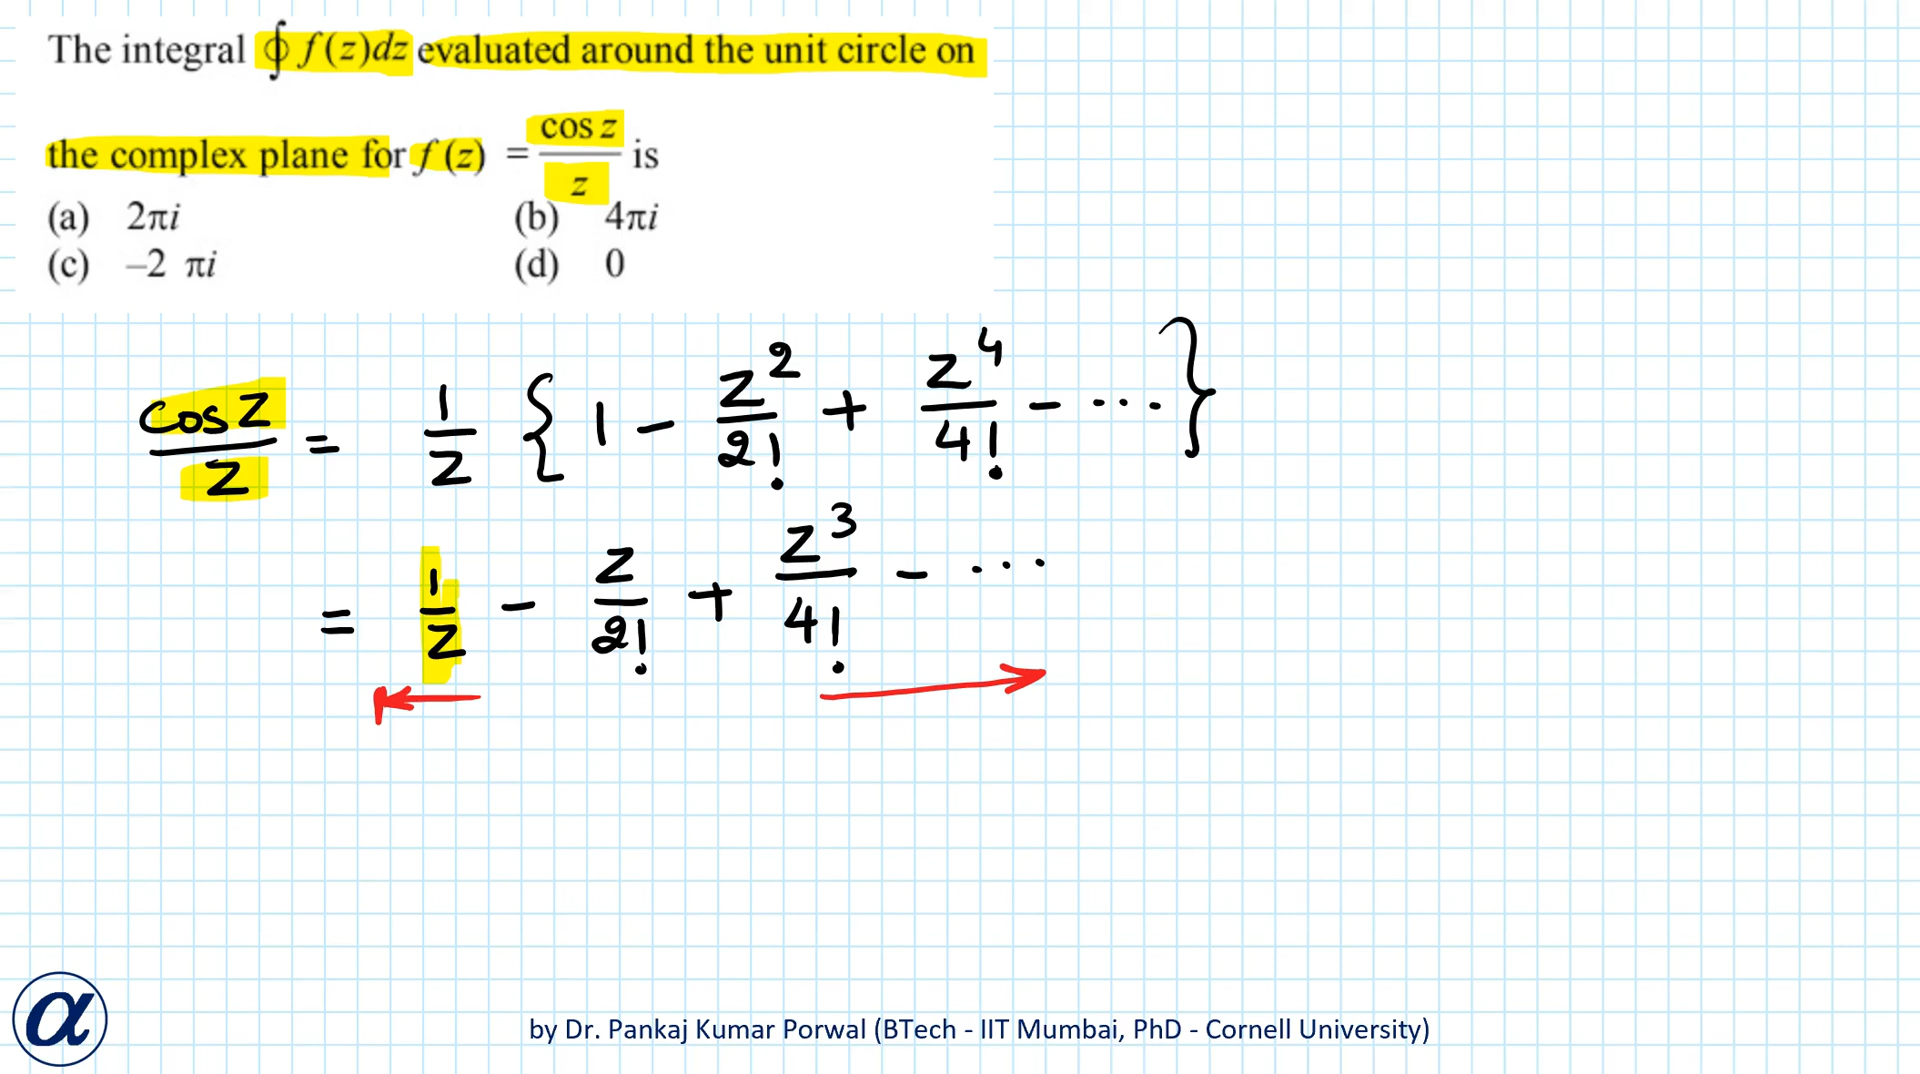 The integral ∮ f(z)dz evaluated around the unit circle on
the complex plane for f(z) = cos z / z is
(a) 2πi (b) 4πi
(c) –2 πi (d) 0
cos z / z = 1/z { 1 - z²/2! + z⁴/4! - ... }
= 1/z - z/2! + z³/4! - ...
α
by Dr. Pankaj Kumar Porwal (BTech - IIT Mumbai, PhD - Cornell University)